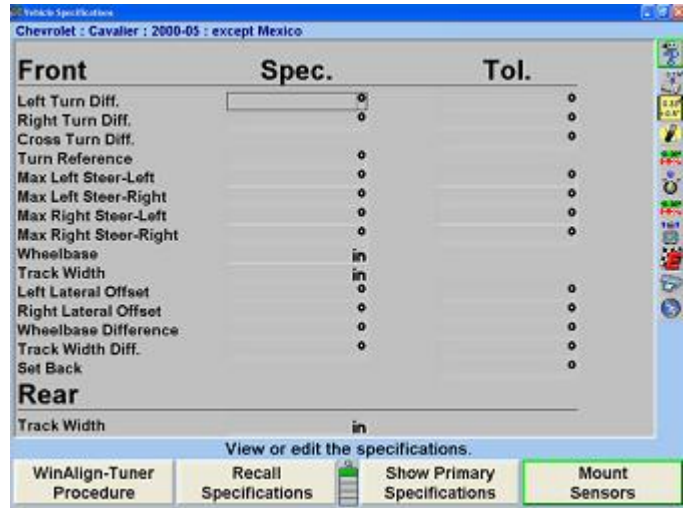 Vehicle Specifications
Chevrolet : Cavalier : 2000-05 : except Mexico
Front Spec. Tol.
Left Turn Diff. ° °
Right Turn Diff. ° °
Cross Turn Diff. °
Turn Reference °
Max Left Steer-Left ° °
Max Left Steer-Right ° °
Max Right Steer-Left ° °
Max Right Steer-Right ° °
Wheelbase in
Track Width in
Left Lateral Offset ° °
Right Lateral Offset ° °
Wheelbase Difference ° °
Track Width Diff. ° °
Set Back °
Rear
Track Width in
View or edit the specifications.
WinAlign-Tuner Procedure
Recall Specifications
Show Primary Specifications
Mount Sensors